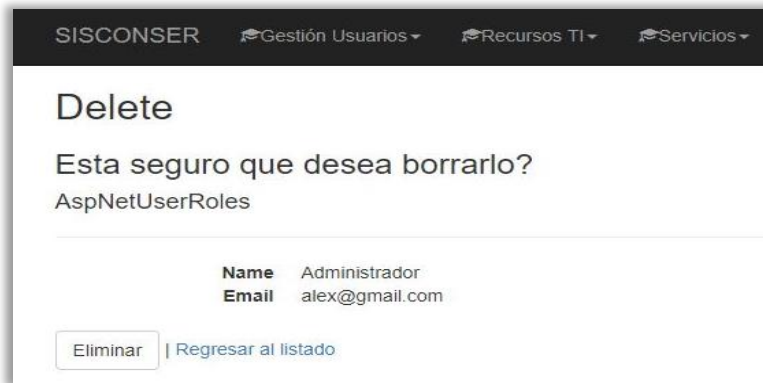 SISCONSER Gestión Usuarios Recursos TI Servicios
Delete
Esta seguro que desea borrarlo?
AspNetUserRoles
Name Administrador
Email alex@gmail.com
Eliminar | Regresar al listado